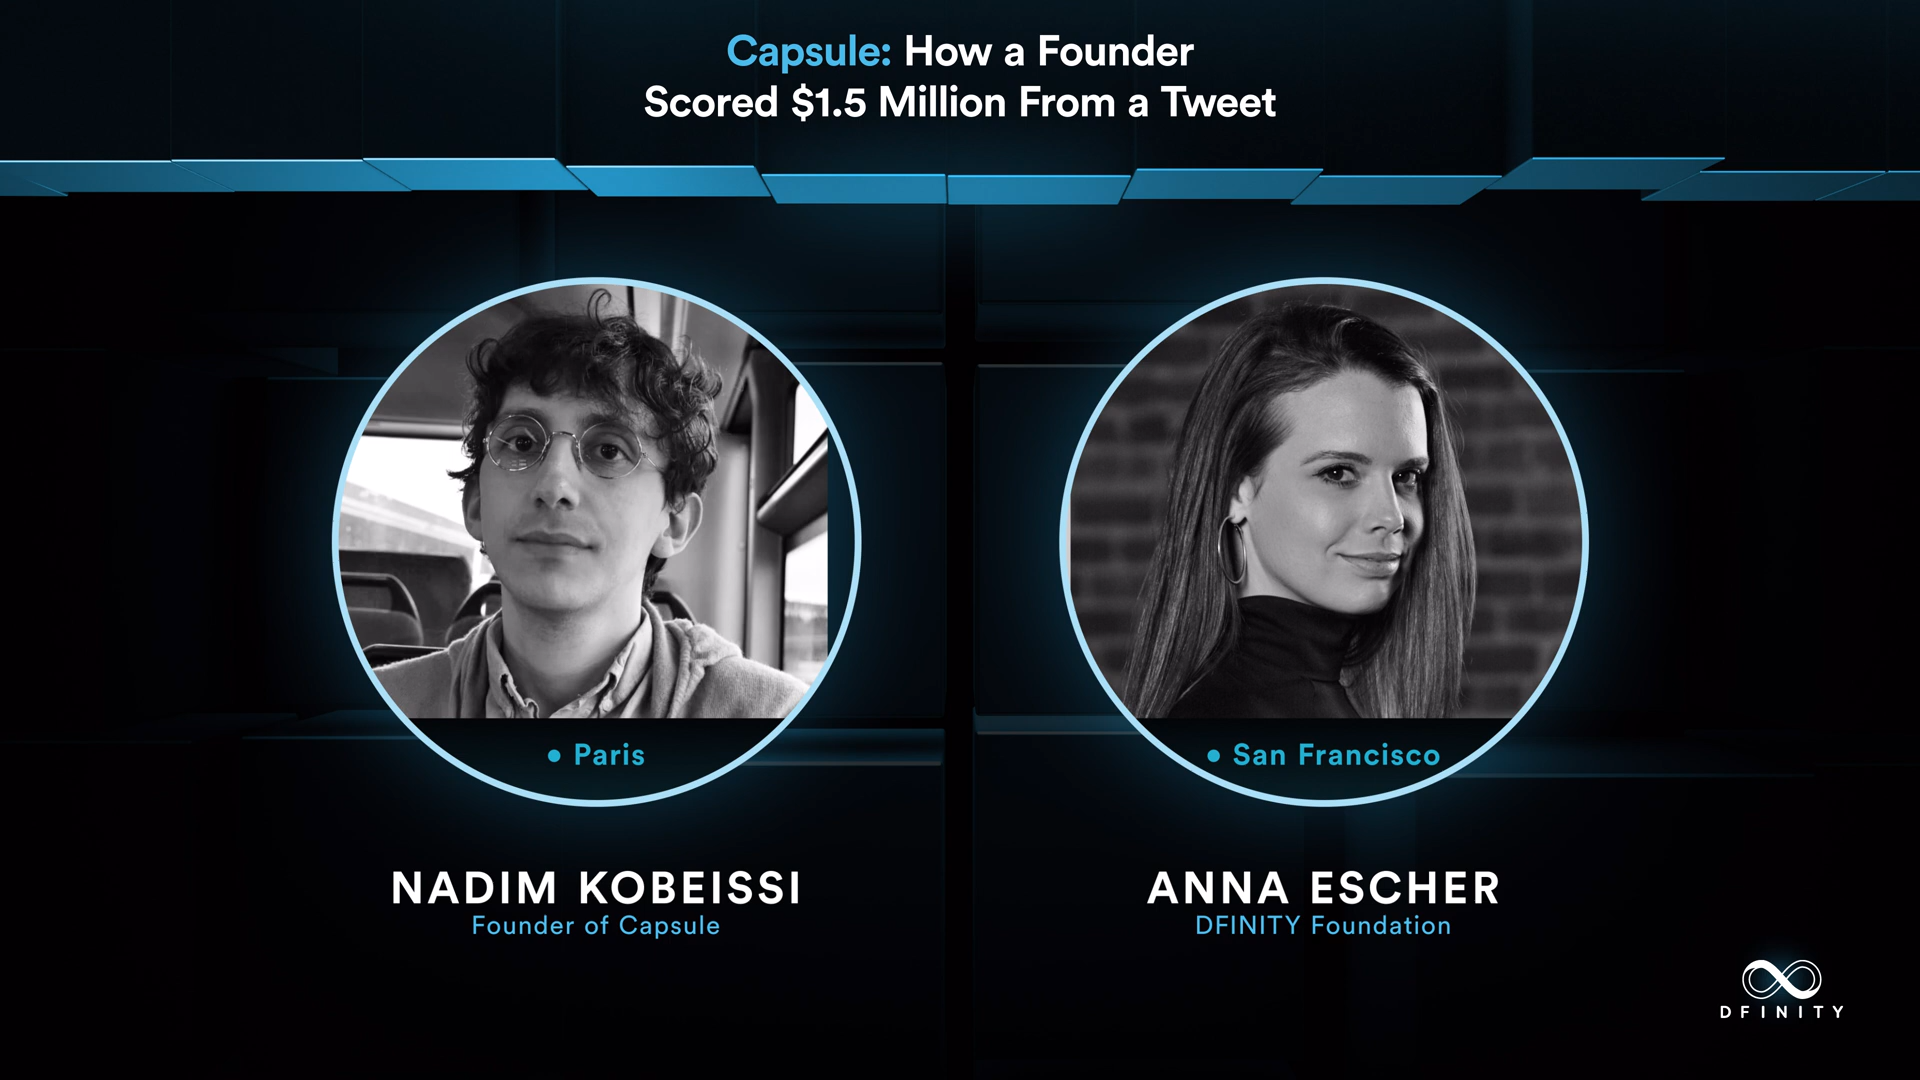 Capsule: How a Founder
Scored $1.5 Million From a Tweet
• Paris
NADIM KOBEISSI
Founder of Capsule
• San Francisco
ANNA ESCHER
DFINITY Foundation
DFINITY